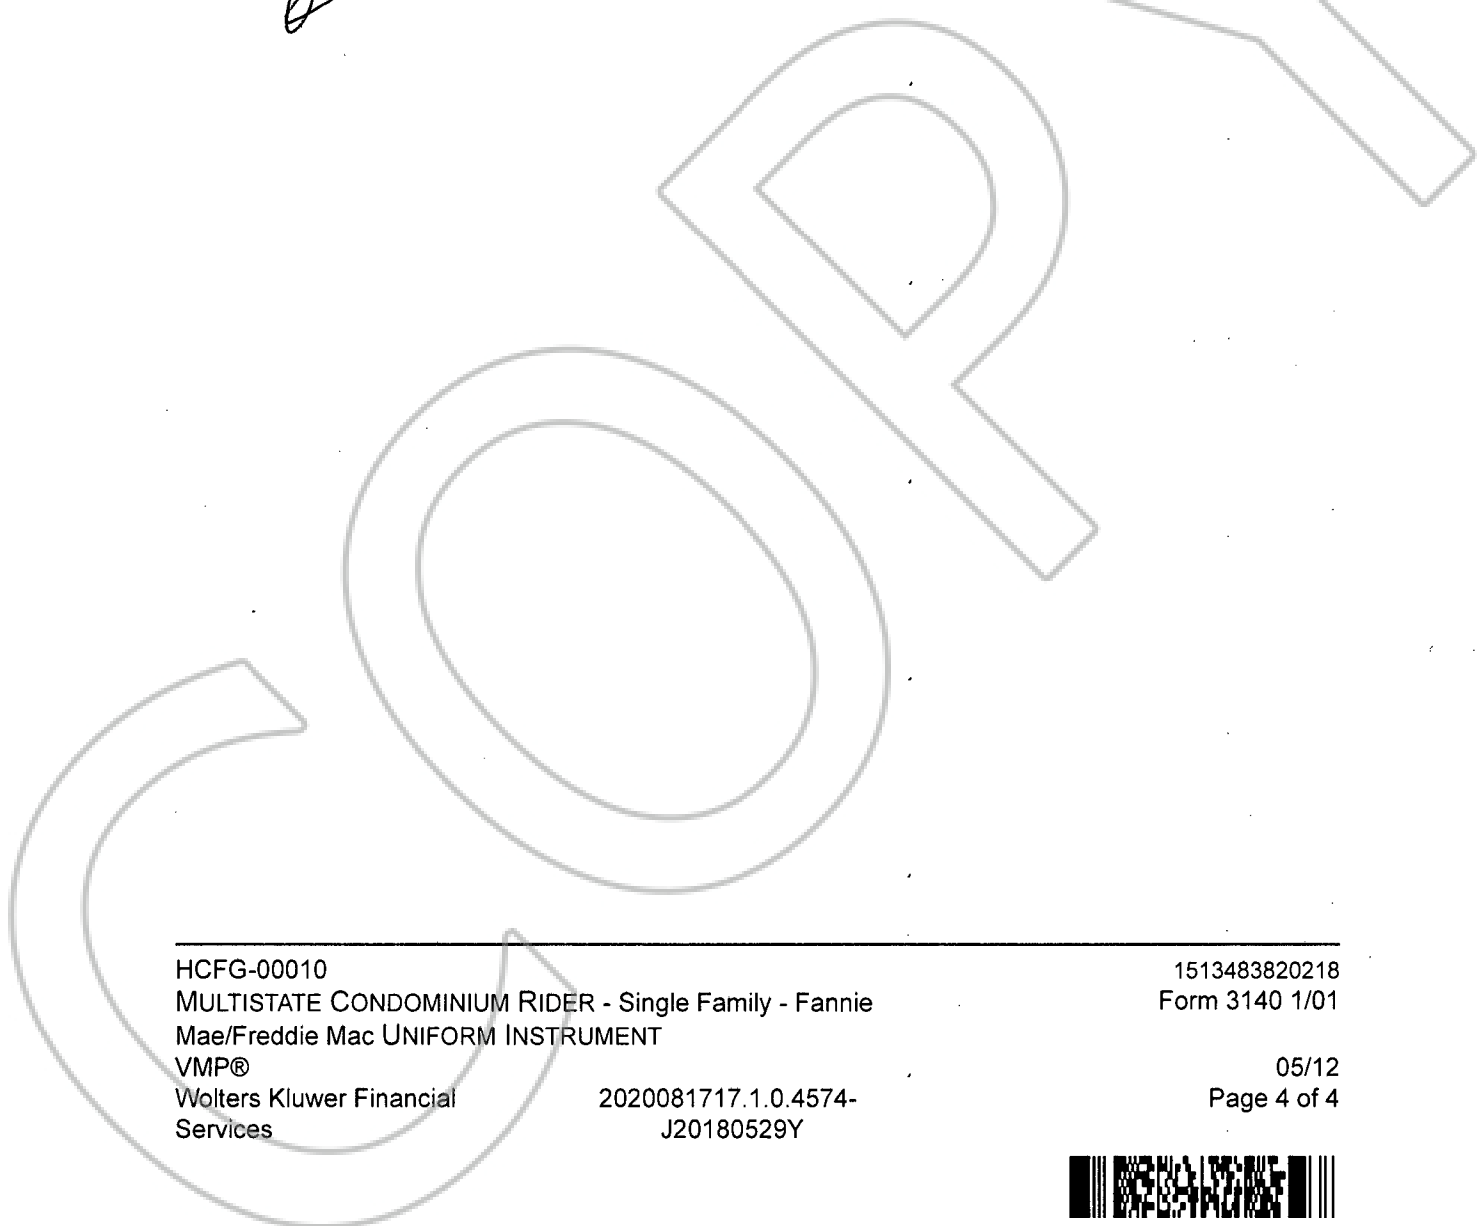 COPY
HCFG-00010 1513483820218
MULTISTATE CONDOMINIUM RIDER - Single Family - Fannie Form 3140 1/01
Mae/Freddie Mac UNIFORM INSTRUMENT
VMP® 05/12
Wolters Kluwer Financial 2020081717.1.0.4574- Page 4 of 4
Services J20180529Y